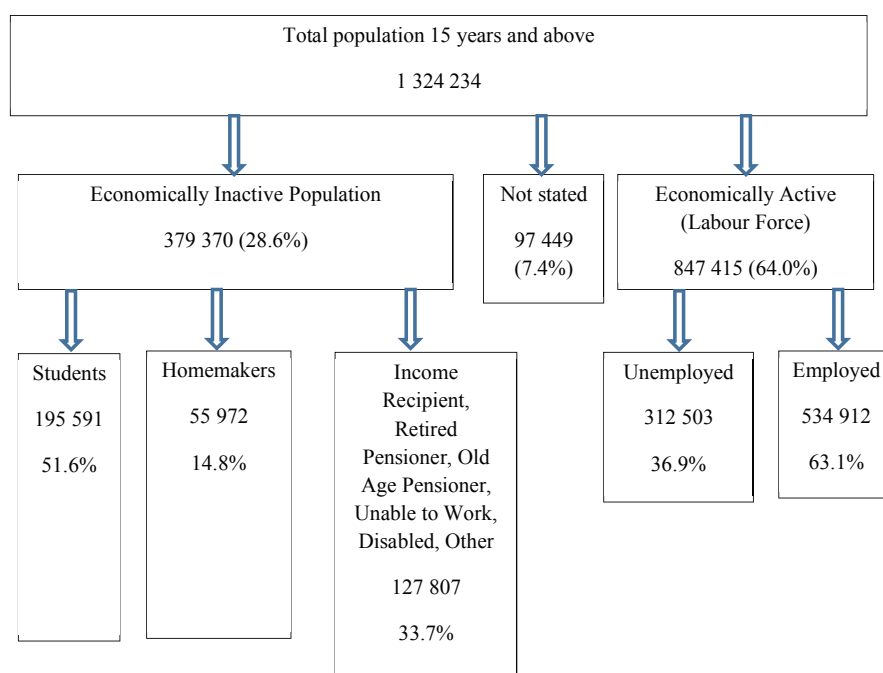 Total population 15 years and above
1 324 234
Economically Inactive Population
379 370 (28.6%)
Not stated
97 449
(7.4%)
Economically Active
(Labour Force)
847 415 (64.0%)
Students
195 591
51.6%
Homemakers
55 972
14.8%
Income
Recipient,
Retired
Pensioner, Old
Age Pensioner,
Unable to Work,
Disabled, Other
127 807
33.7%
Unemployed
312 503
36.9%
Employed
534 912
63.1%